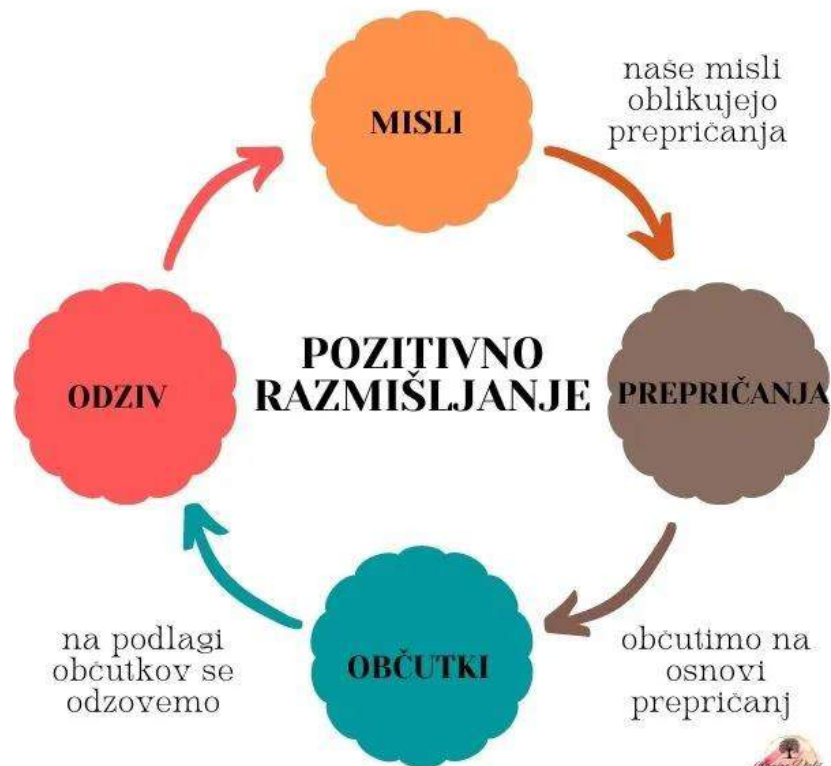 MISLI
naše misli
oblikujejo
prepričanja
POZITIVNO
RAZMIŠLJANJE
ODZIV
PREPRIČANJA
na podlagi
občutkov se
odzovemo
OBČUTKI
občutimo na
osnovi
prepričanj